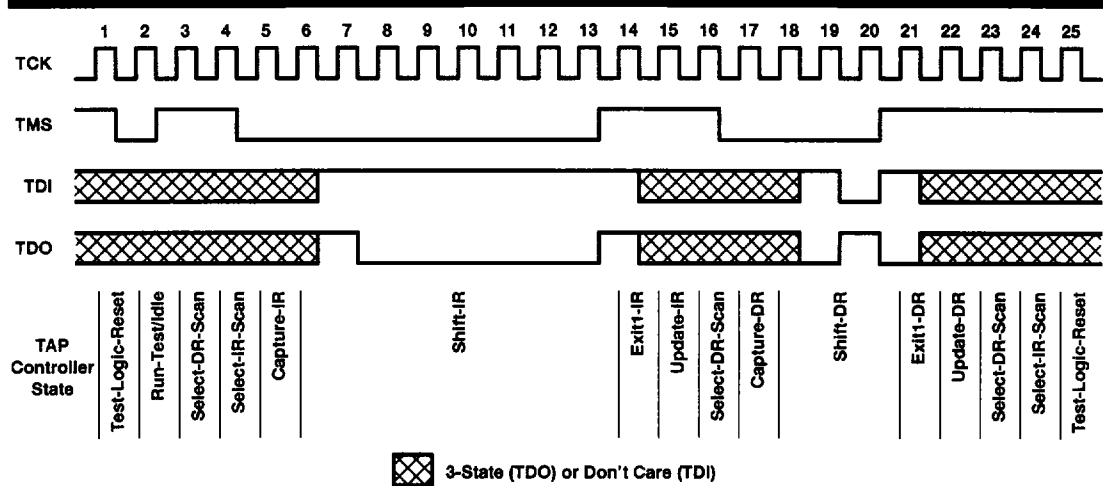 1 2 3 4 5 6 7 8 9 10 11 12 13 14 15 16 17 18 19 20 21 22 23 24 25
TCK
TMS
TDI
TDO
TAP
Controller
State
Test-Logic-Reset
Run-Test/Idle
Select-DR-Scan
Select-IR-Scan
Capture-IR
Shift-IR
Exit1-IR
Update-IR
Select-DR-Scan
Capture-DR
Shift-DR
Exit1-DR
Update-DR
Select-DR-Scan
Select-IR-Scan
Test-Logic-Reset
3-State (TDO) or Don't Care (TDI)